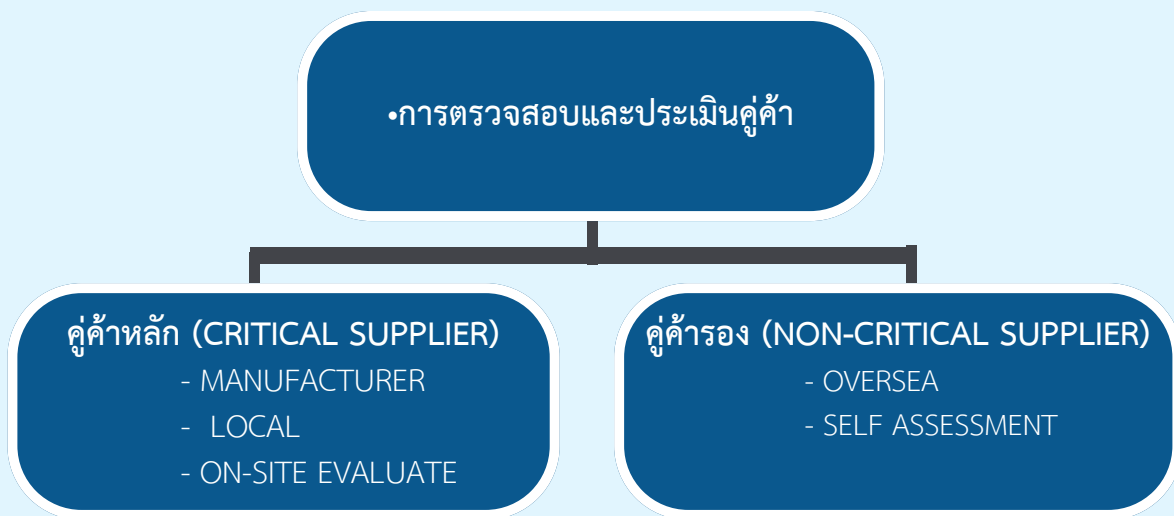 •การตรวจสอบและประเมินคู่ค้า
คู่ค้าหลัก (CRITICAL SUPPLIER)
- MANUFACTURER
- LOCAL
- ON-SITE EVALUATE
คู่ค้ารอง (NON-CRITICAL SUPPLIER)
- OVERSEA
- SELF ASSESSMENT